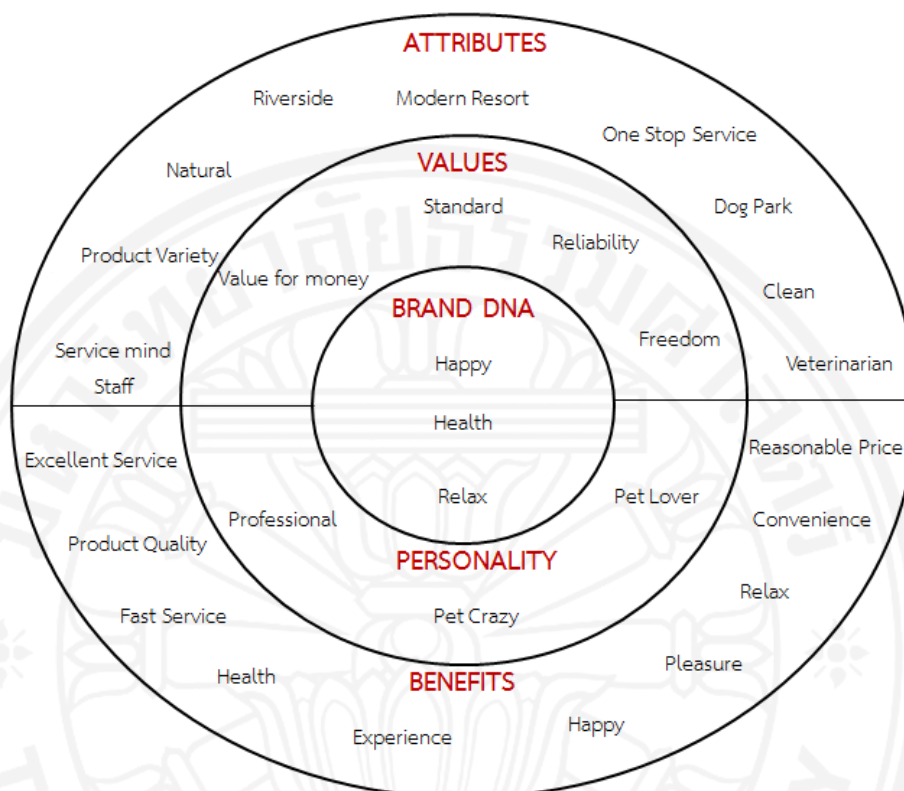 ATTRIBUTES
Riverside
Modern Resort
One Stop Service
Natural
Dog Park
Product Variety
Clean
Service mind
Staff
Veterinarian
VALUES
Standard
Reliability
Value for money
Freedom
BRAND DNA
Happy
Health
Relax
Professional
Pet Lover
PERSONALITY
Pet Crazy
Excellent Service
Reasonable Price
Product Quality
Convenience
Fast Service
Relax
Health
Pleasure
BENEFITS
Experience
Happy